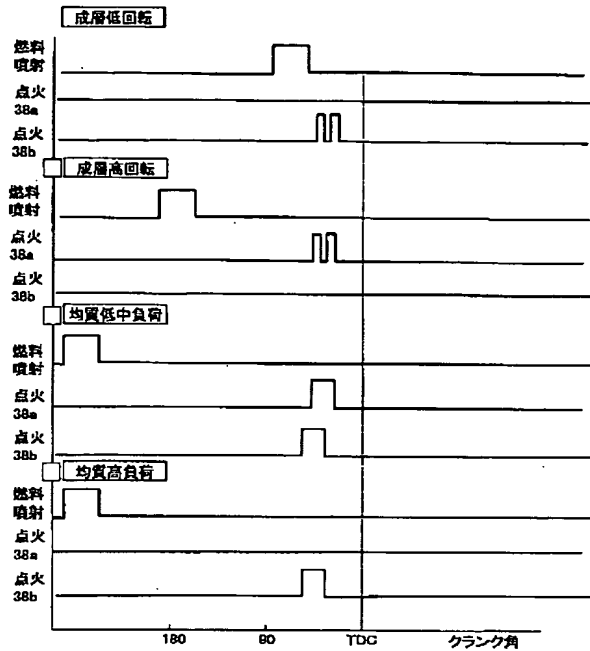 成層低回転
燃料
噴射
点火
38a
点火
38b
成層高回転
燃料
噴射
点火
38a
点火
38b
均質低中負荷
燃料
噴射
点火
38a
点火
38b
均質高負荷
燃料
噴射
点火
38a
点火
38b
180 90 TDC クランク角